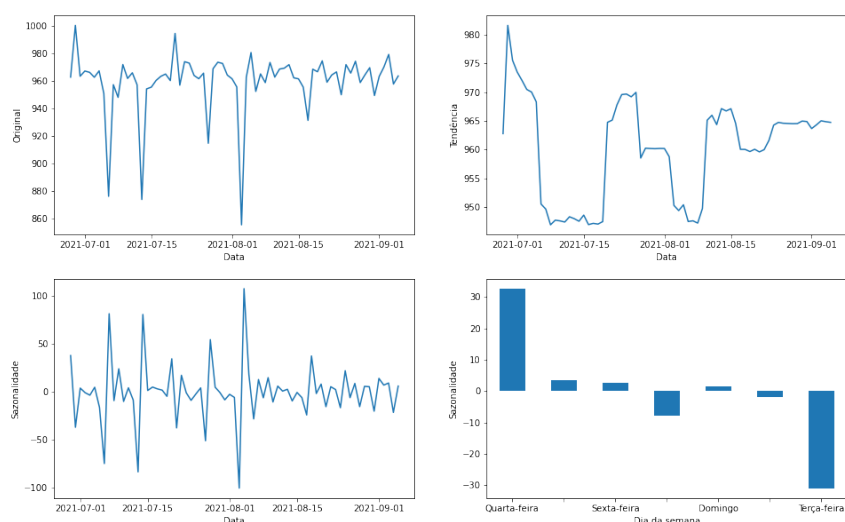 1000
980
960
940
920
900
880
860
Original
2021-07-01 2021-07-15 2021-08-01 2021-08-15 2021-09-01
Data
980
975
970
965
960
955
950
Tendência
2021-07-01 2021-07-15 2021-08-01 2021-08-15 2021-09-01
Data
100
50
0
−50
−100
Sazonalidade
2021-07-01 2021-07-15 2021-08-01 2021-08-15 2021-09-01
Data
30
20
10
0
−10
−20
−30
Sazonalidade
Quarta-feira Sexta-feira Domingo Terça-feira
Dia da semana